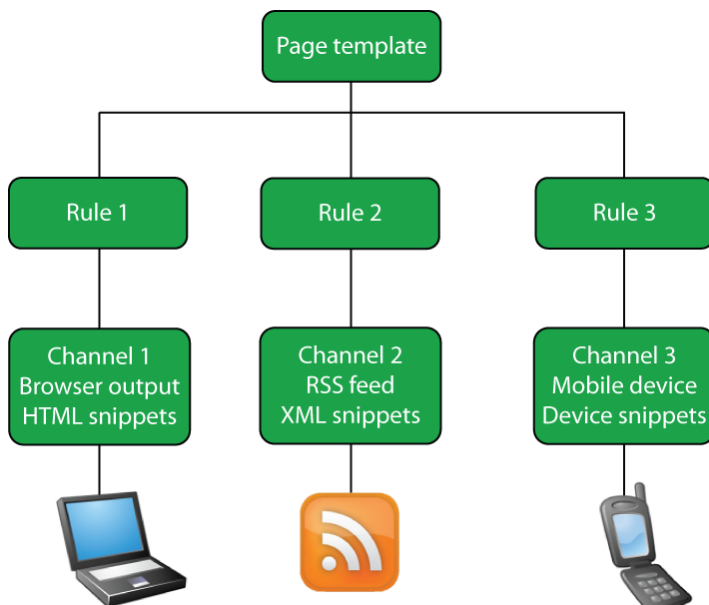 Page template
Rule 1
Rule 2
Rule 3
Channel 1
Browser output
HTML snippets
Channel 2
RSS feed
XML snippets
Channel 3
Mobile device
Device snippets